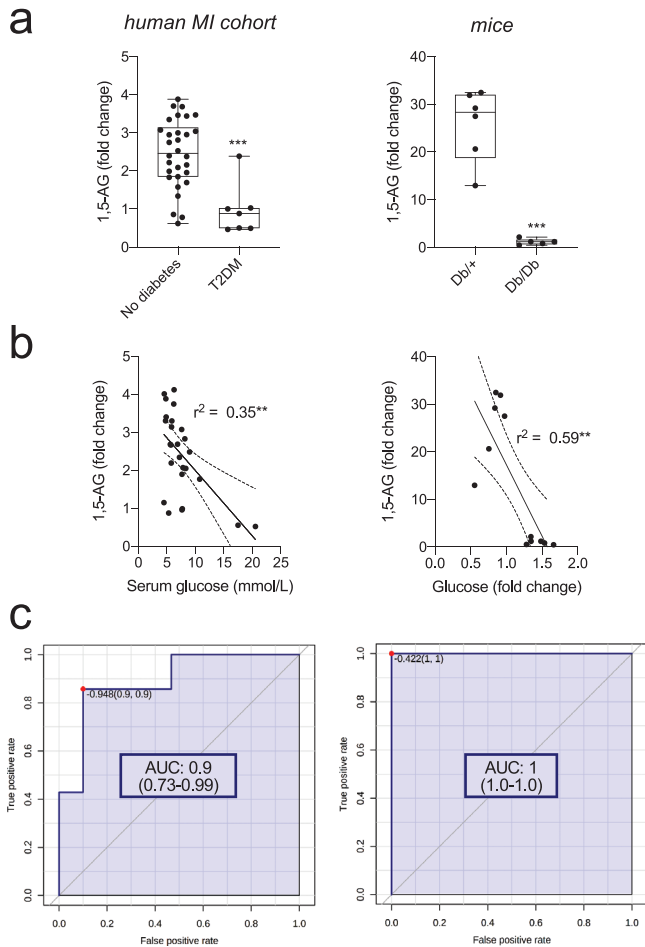 a
human MI cohort
mice
1,5-AG (fold change)
5
4
3
2
1
0
***
No diabetes
T2DM
1,5-AG (fold change)
40
30
20
10
0
***
Db/+
Db/Db
b
1,5-AG (fold change)
5
4
3
2
1
0
r² = 0.35**
0 5 10 15 20 25
Serum glucose (mmol/L)
1,5-AG (fold change)
40
30
20
10
0
r² = 0.59**
0.0 0.5 1.0 1.5 2.0
Glucose (fold change)
c
True positive rate
1.0
0.8
0.6
0.4
0.2
0.0
-0.948(0.9, 0.9)
AUC: 0.9
(0.73-0.99)
0.0 0.2 0.4 0.6 0.8 1.0
False positive rate
True positive rate
1.0
0.8
0.6
0.4
0.2
0.0
-0.422(1, 1)
AUC: 1
(1.0-1.0)
0.0 0.2 0.4 0.6 0.8 1.0
False positive rate